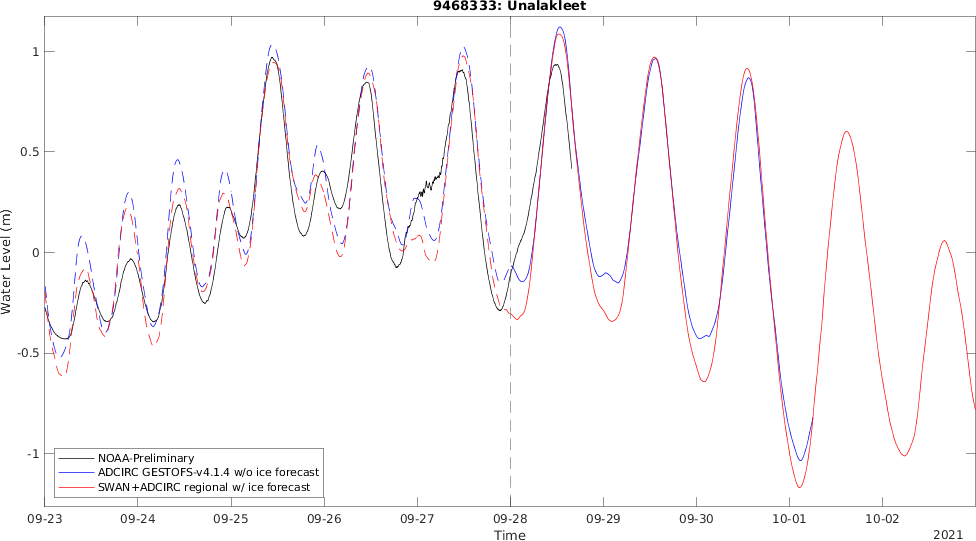 9468333: Unalakleet
Water Level (m)
1
0.5
0
-0.5
-1
NOAA-Preliminary
ADCIRC GESTOFS-v4.1.4 w/o ice forecast
SWAN+ADCIRC regional w/ ice forecast
09-23 09-24 09-25 09-26 09-27 09-28 09-29 09-30 10-01 10-02
Time
2021